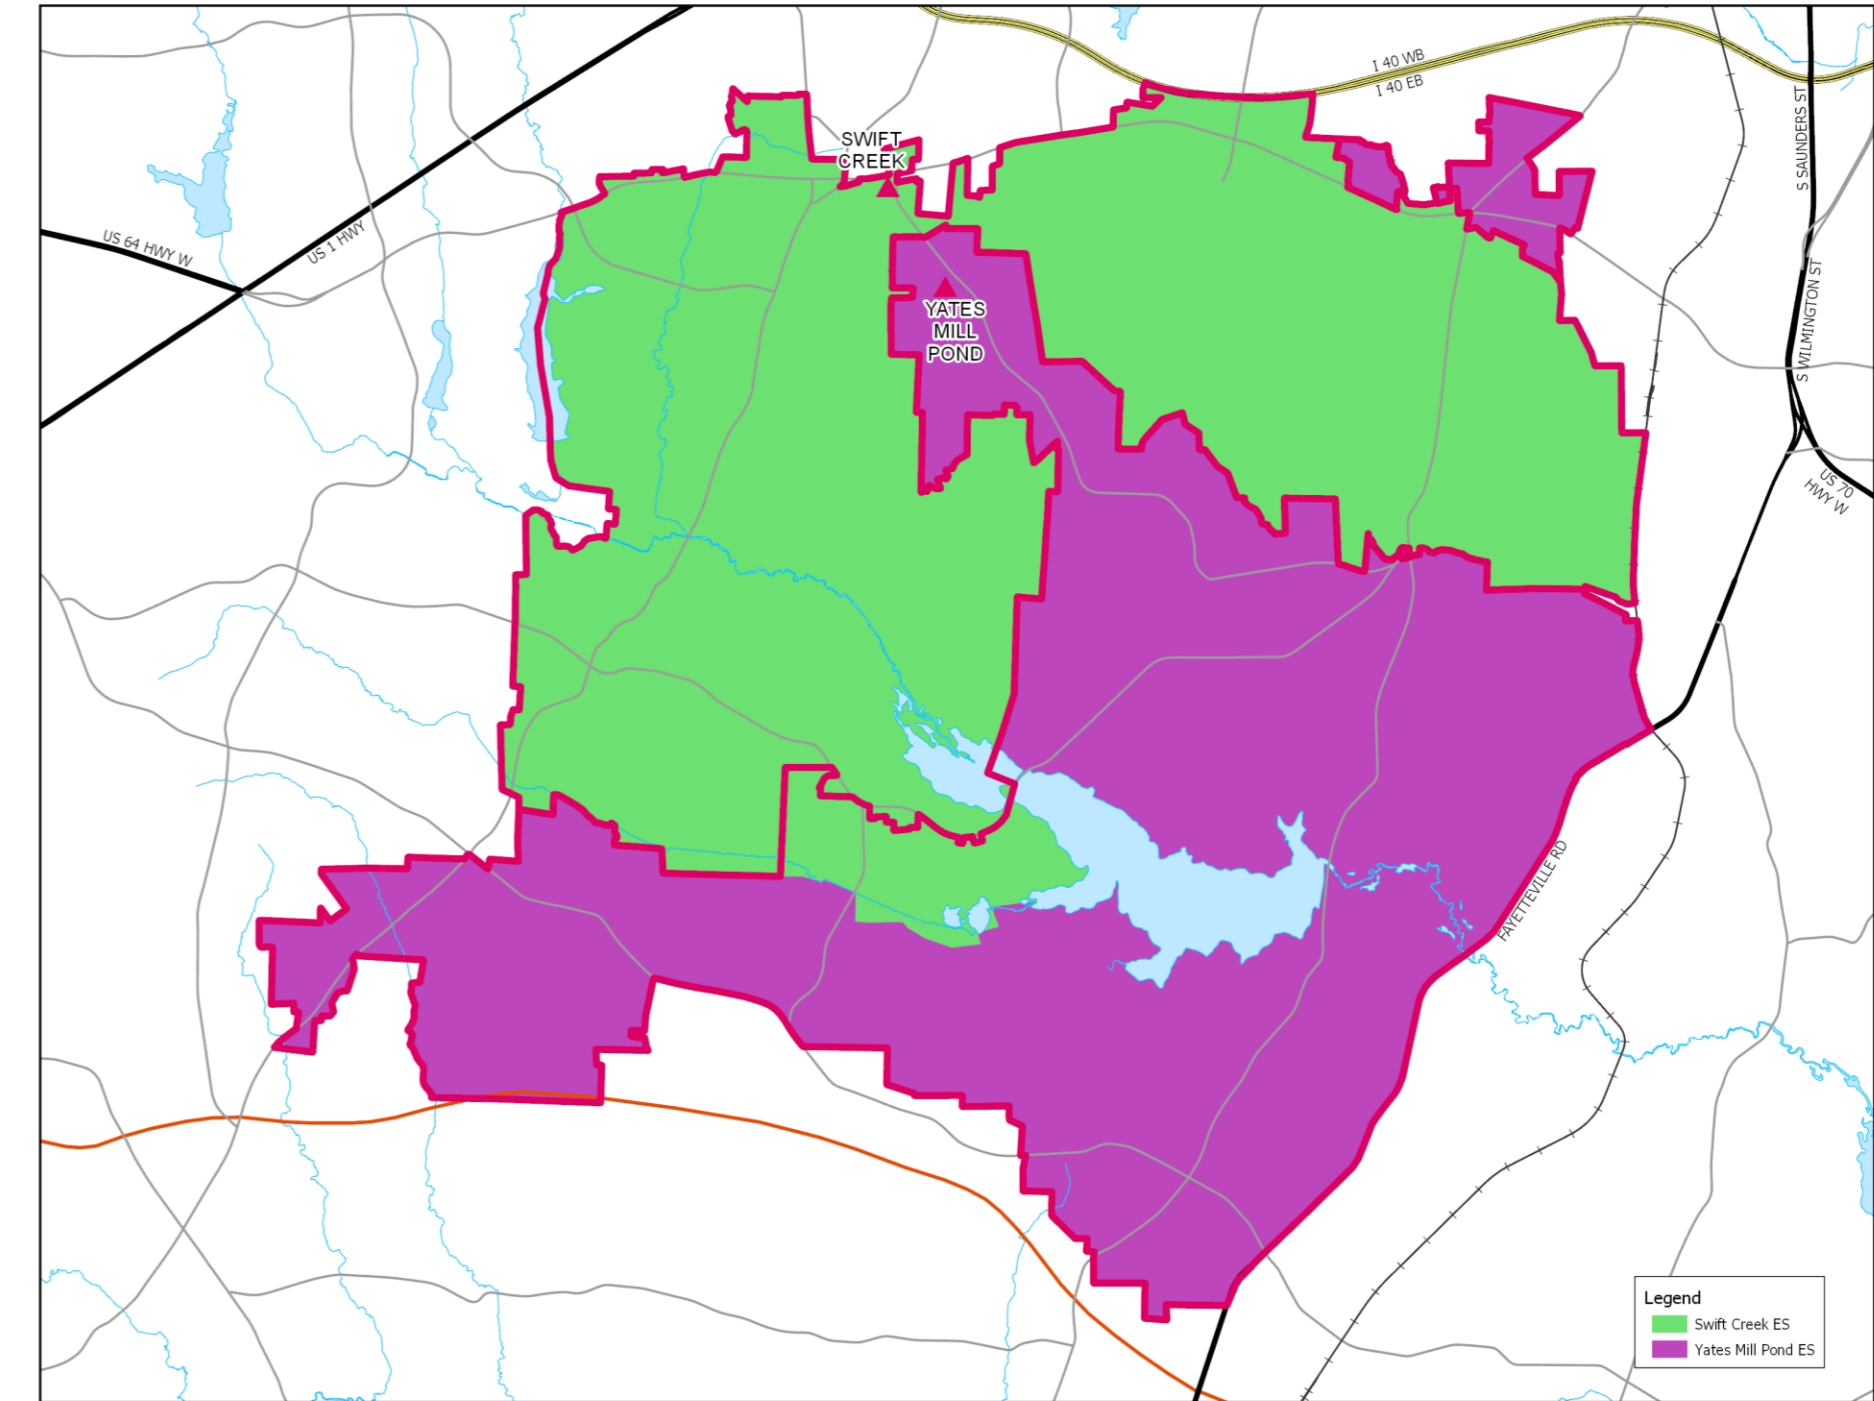 I 40 WB
I 40 EB
S SAUNDERS ST
SWIFT
CREEK
US 64 HWY W
US 1 HWY
S WILMINGTON ST
YATES
MILL
POND
US 70
HWY W
FAYETTEVILLE RD
Legend
Swift Creek ES
Yates Mill Pond ES